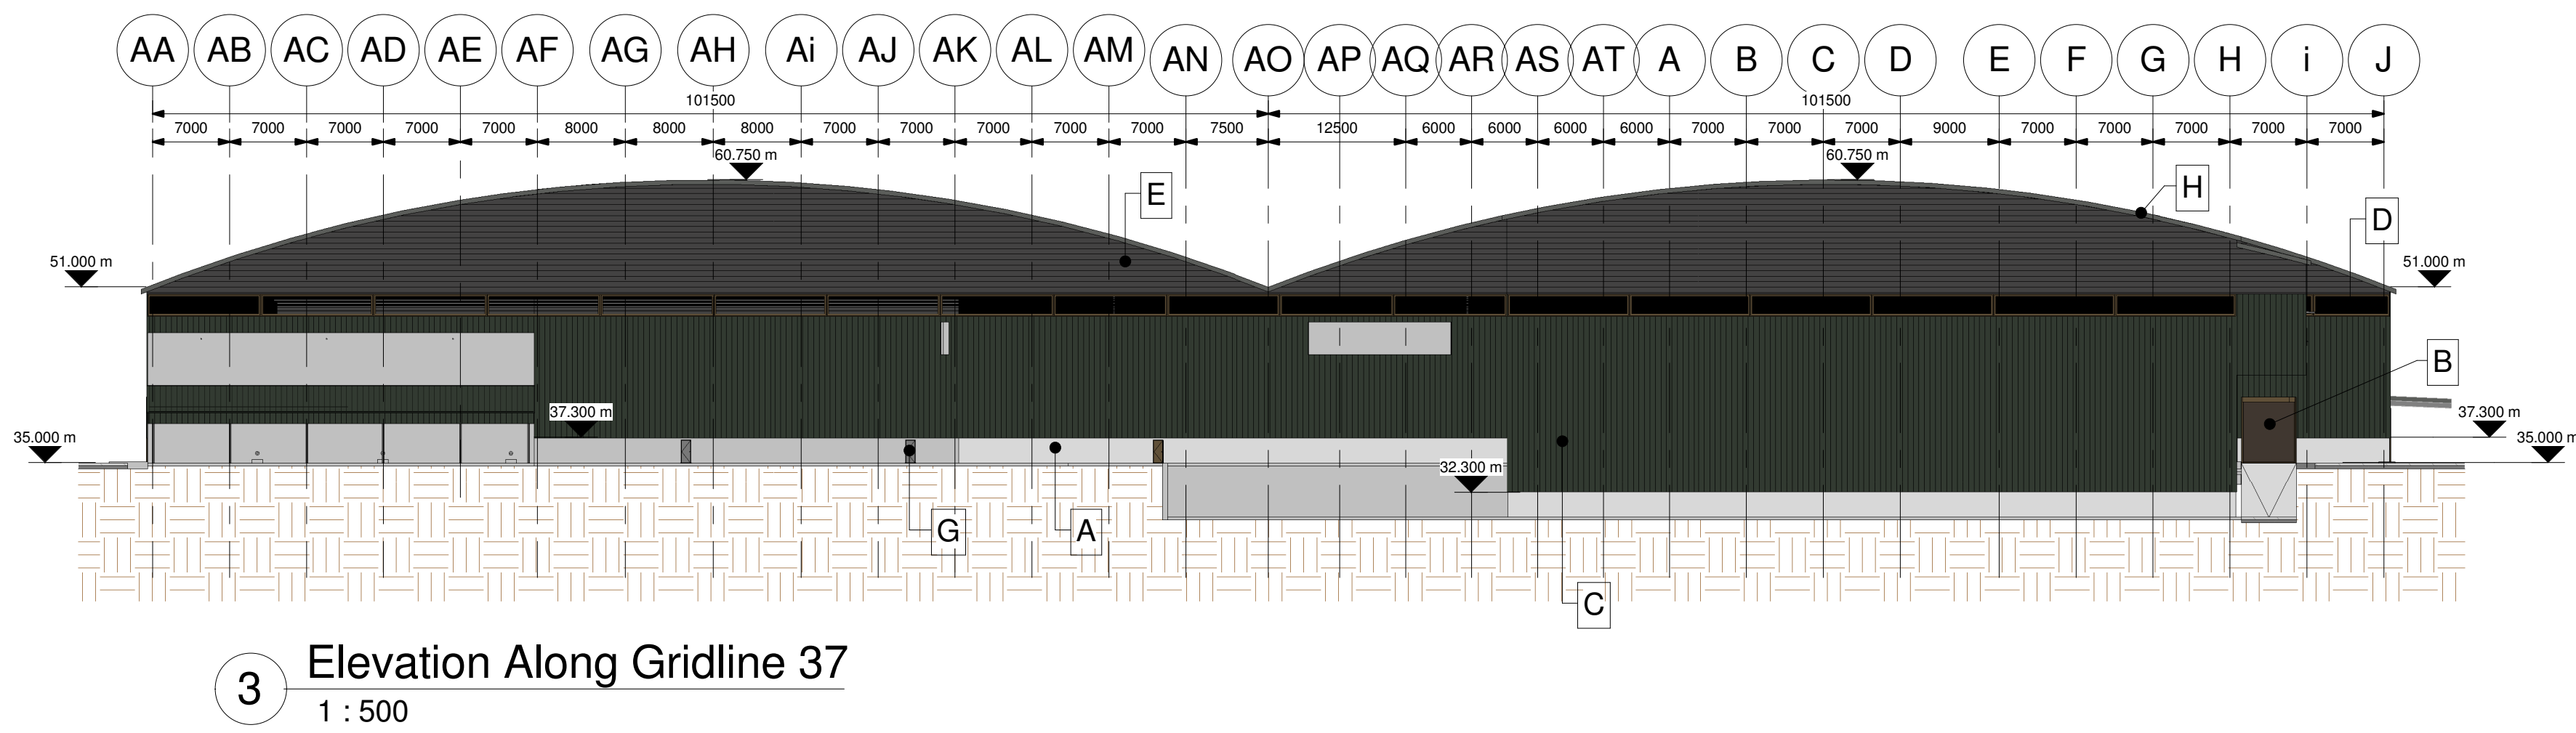 AA AB AC AD AE AF AG AH Ai AJ AK AL AM AN AO AP AQ AR AS AT A B C D E F G H i J
101500 101500
7000 7000 7000 7000 7000 8000 8000 8000 7000 7000 7000 7000 7000 7500 12500 6000 6000 6000 6000 7000 7000 7000 9000 7000 7000 7000 7000 7000
60.750 m 60.750 m
E H
D
51.000 m 51.000 m
B
37.300 m 37.300 m
35.000 m 35.000 m
32.300 m
G A
C
3 Elevation Along Gridline 37
1 : 500